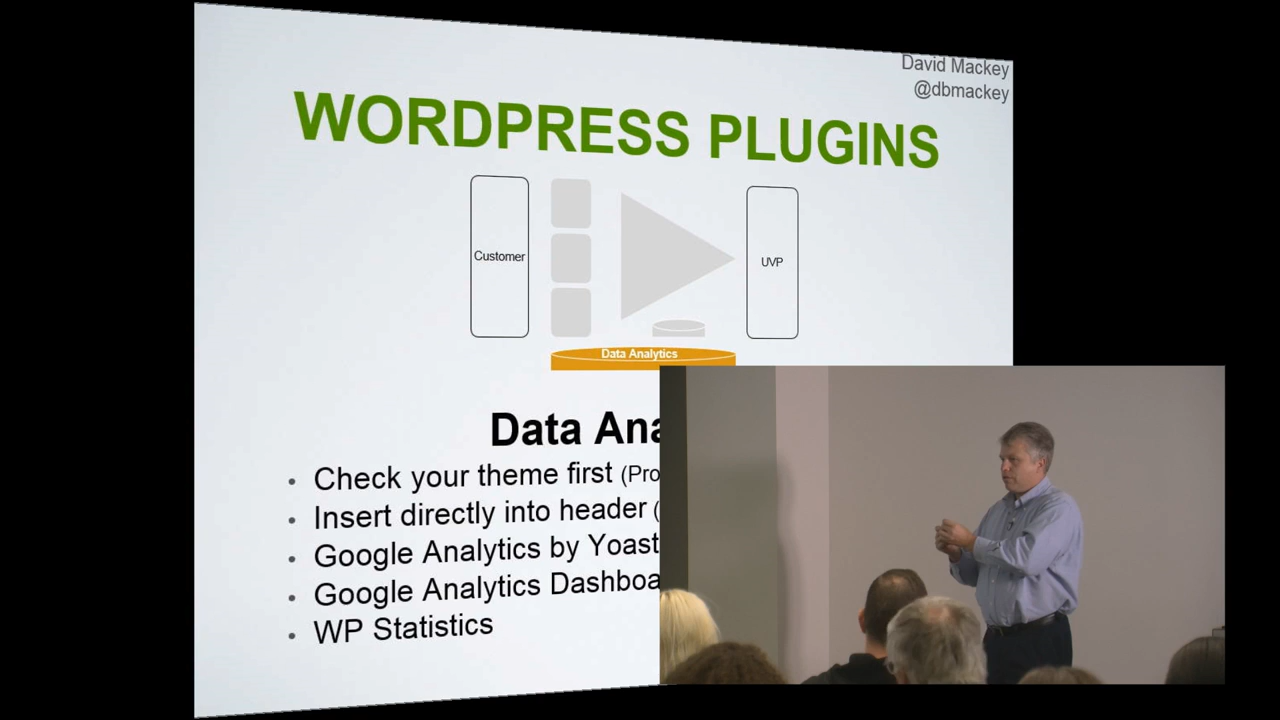 David Mackey
@dbmackey
WORDPRESS PLUGINS
Customer
UVP
Data Analytics
Data Ana
• Check your theme first (Pro
• Insert directly into header (
• Google Analytics by Yoast
• Google Analytics Dashboa
• WP Statistics